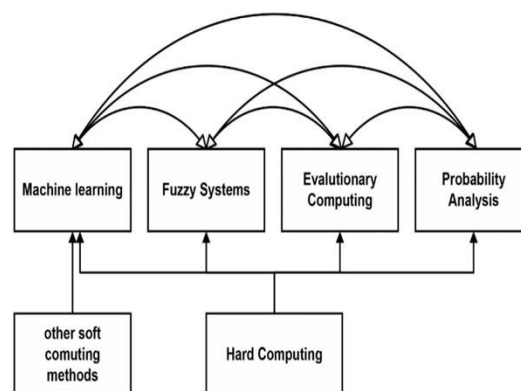 Machine learning
Fuzzy Systems
Evalutionary
Computing
Probability
Analysis
other soft
comuting
methods
Hard Computing